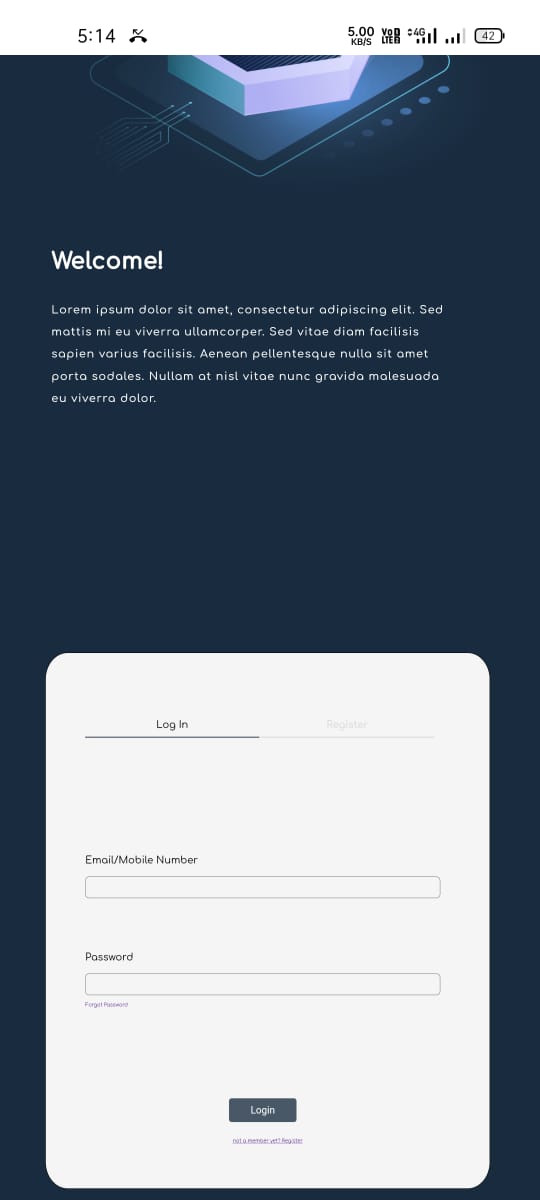 5:14
5.00
KB/S
Vo
LTE
4G
42
Welcome!
Lorem ipsum dolor sit amet, consectetur adipiscing elit. Sed
mattis mi eu viverra ullamcorper. Sed vitae diam facilisis
sapien varius facilisis. Aenean pellentesque nulla sit amet
porta sodales. Nullam at nisl vitae nunc gravida malesuada
eu viverra dolor.
Log In
Register
Email/Mobile Number
Password
Forgot Password
Login
not a member yet? Register